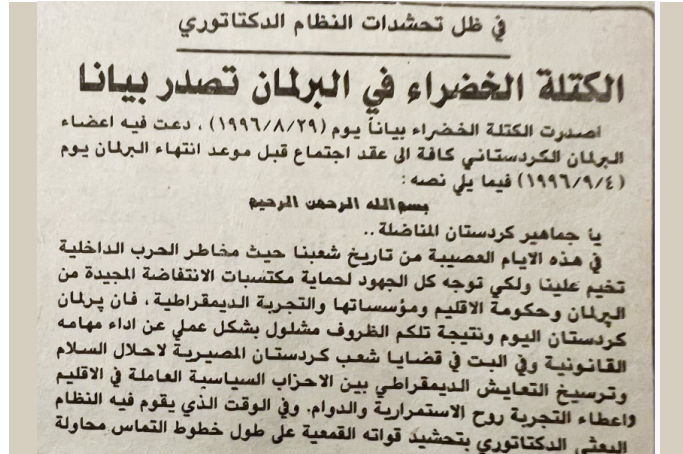 في ظل تحشدات النظام الدكتاتوري
الكتلة الخضراء في البرلمان تصدر بيانا
اصدرت الكتلة الخضراء بياناً يوم (١٩٩٦/٨/٢٩) ، دعت فيه اعضاء
البرلمان الكردستاني كافة الى عقد اجتماع قبل موعد انتهاء البرلمان يوم
(١٩٩٦/٩/٤) فيما يلي نصه :
بسم الله الرحمن الرحيم
يا جماهير كردستان المناضلة ..
في هذه الايام العصيبة من تاريخ شعبنا حيث مخاطر الحرب الداخلية
تخيم علينا ولكي توجه كل الجهود لحماية مكتسبات الانتفاضة المجيدة من
البرلمان وحكومة الاقليم ومؤسساتها والتجربة الديمقراطية ، فان برلمان
كردستان اليوم ونتيجة تلكم الظروف مشلول بشكل عملي عن اداء مهامه
القانونية وفي البت في قضايا شعب كردستان المصيرية لاحلال السلام
وترسيخ التعايش الديمقراطي بين الاحزاب السياسية العاملة في الاقليم
واعطاء التجربة روح الاستمرارية والدوام. وفي الوقت الذي يقوم فيه النظام
البعثي الدكتاتوري بتحشيد قواته القمعية على طول خطوط التماس محاولة